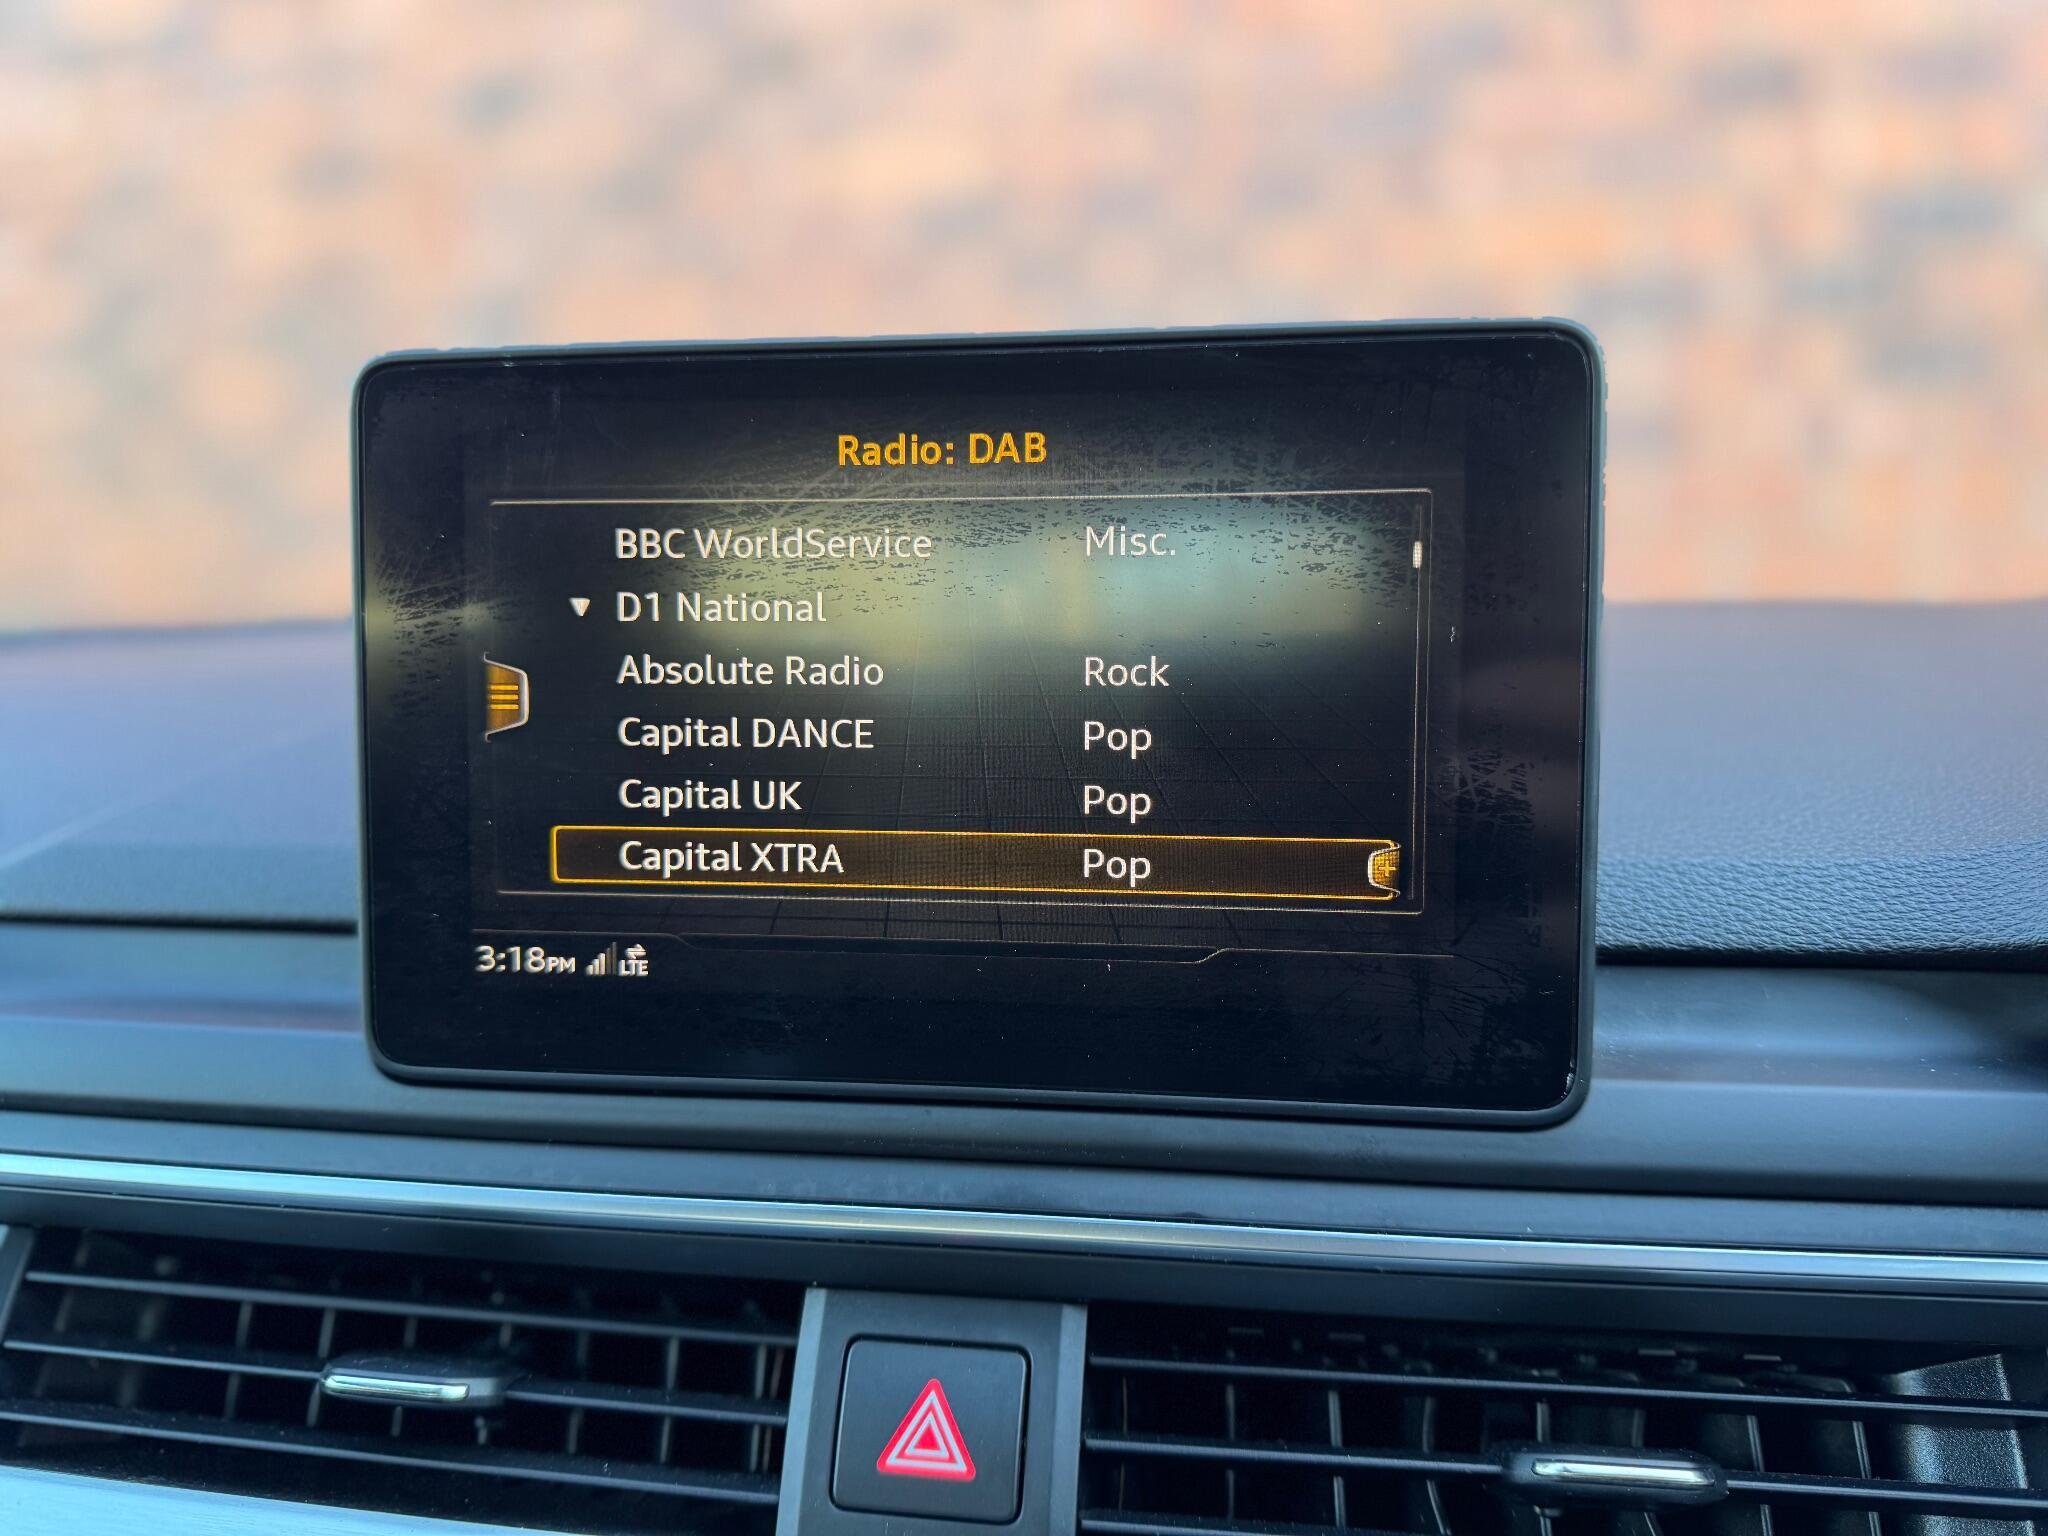 Radio: DAB
BBC WorldService Misc.
D1 National
Absolute Radio Rock
Capital DANCE Pop
Capital UK Pop
Capital XTRA Pop
3:18PM LTE